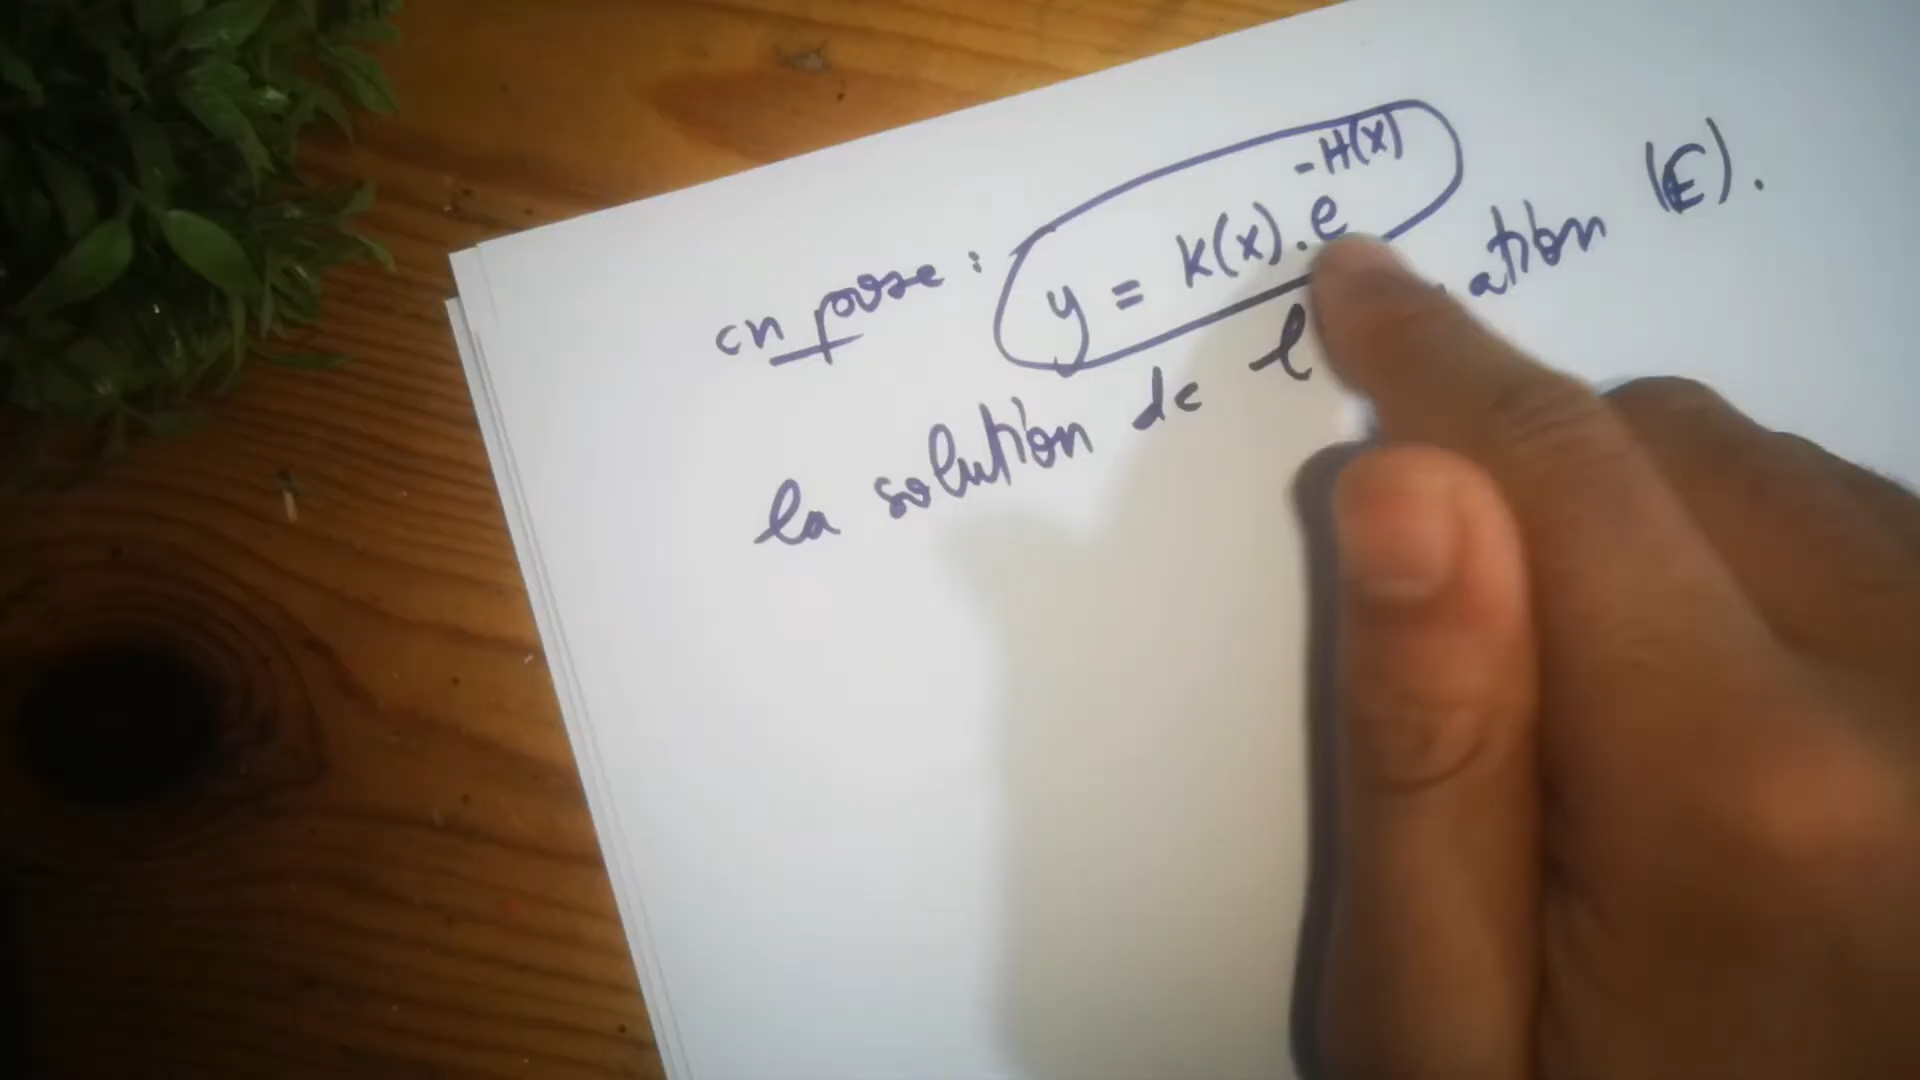 on pose : y = k(x).e^-H(x)
la solution de l ation (E).